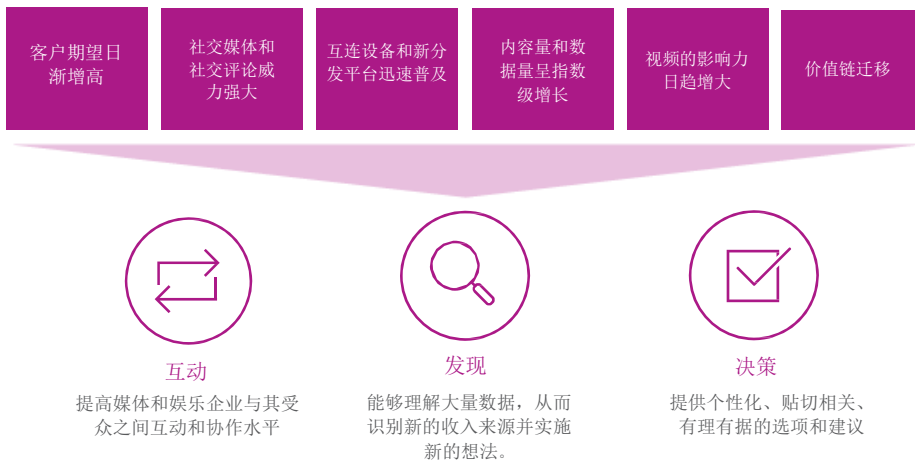 客户期望日
渐增高
社交媒体和
社交评论威
力强大
互连设备和新分
发平台迅速普及
内容量和数
据量呈指数
级增长
视频的影响力
日趋增大
价值链迁移
互动
提高媒体和娱乐企业与其受
众之间互动和协作水平
发现
能够理解大量数据，从而
识别新的收入来源并实施
新的想法。
决策
提供个性化、贴切相关、
有理有据的选项和建议